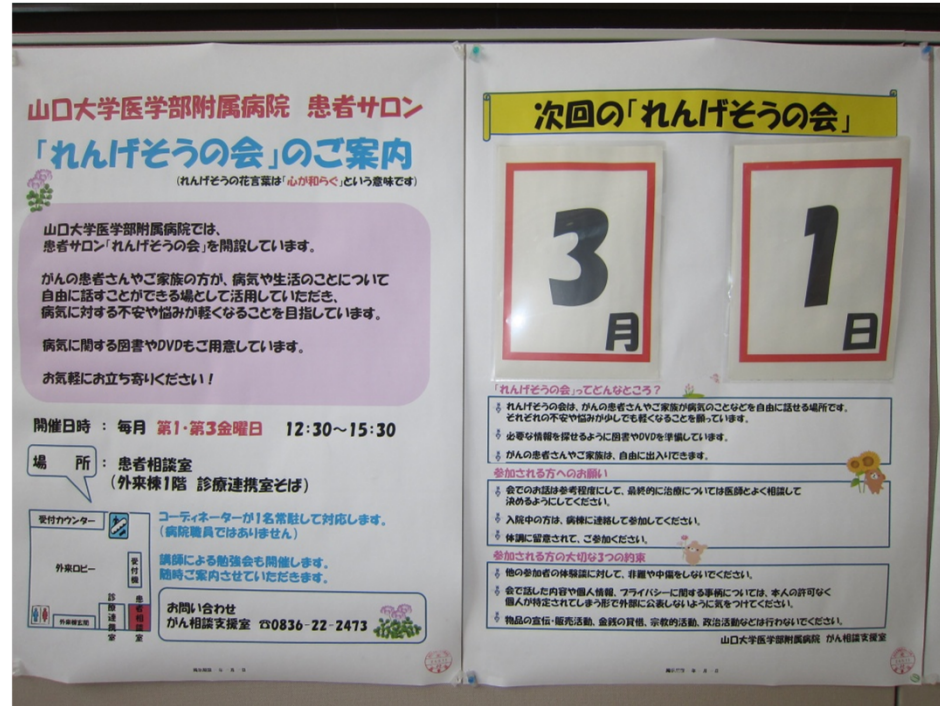 山口大学医学部附属病院 患者サロン
「れんげそうの会」のご案内
(れんげそうの花言葉は「心が和らぐ」という意味です)
山口大学医学部附属病院では、
患者サロン「れんげそうの会」を開設しています。
がんの患者さんやご家族の方が、病気や生活のことについて
自由に話すことができる場として活用していただき、
病気に対する不安や悩みが軽くなることを目指しています。
病気に関する図書やDVDもご用意しています。
お気軽にお立ち寄りください!
開催日時 : 毎月 第1・第3金曜日 12:30~15:30
場 所 : 患者相談室
(外来棟1階 診療連携室そば)
受付カウンター
外来ロビー
受付機
診療連携室
患者相談室
外来棟玄関
コーディネーターが1名常駐して対応します。
(病院職員ではありません)
講師による勉強会も開催します。
随時ご案内させていただきます。
お問い合わせ
がん相談支援室 ☎0836-22-2473
次回の「れんげそうの会」
3月
1日
「れんげそうの会」ってどんなところ?
れんげそうの会は、がんの患者さんやご家族が病気のことなどを自由に話せる場所です。
それぞれの不安や悩みが少しでも軽くなることを願っています。
必要な情報を探せるように図書やDVDを準備しています。
がんの患者さんやご家族は、自由に出入りできます。
参加される方へのお願い
会でのお話は参考程度にして、最終的に治療については医師とよく相談して
決めるようにしてください。
入院中の方は、病棟に連絡して参加してください。
体調に留意されて、ご参加ください。
参加される方の大切な3つの約束
他の参加者の体験談に対して、非難や中傷をしないでください。
会で話した内容や個人情報、プライバシーに関する事柄については、本人の許可なく
個人が特定されてしまう形で外部に公表しないように気をつけてください。
物品の宣伝・販売活動、金銭の貸借、宗教的活動、政治活動などは行わないでください。
山口大学医学部附属病院 がん相談支援室